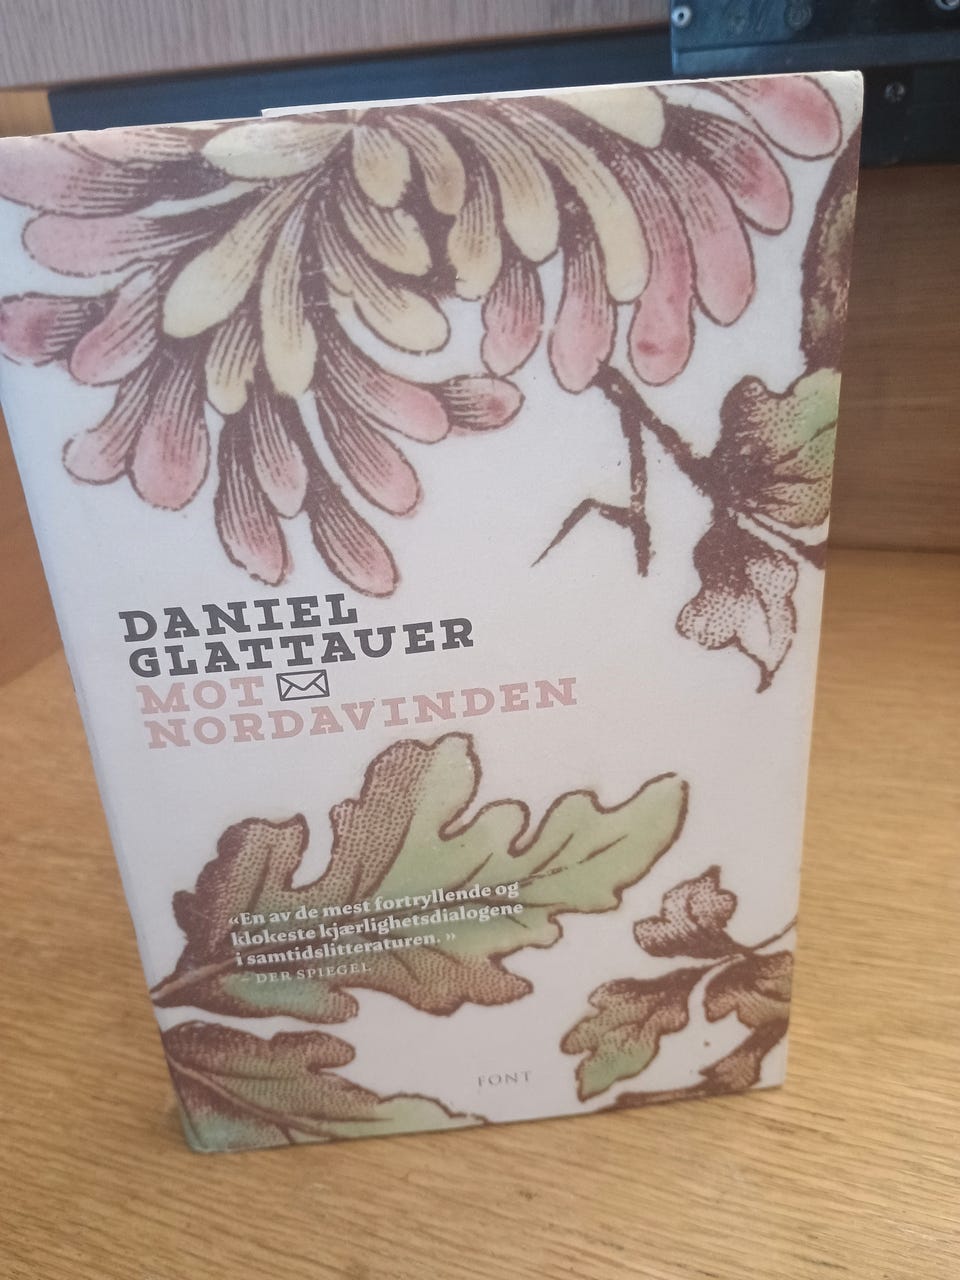 DANIEL
GLATTAUER
MOT
NORDAVINDEN
«En av de mest fortryllende og
klokeste kjærlighetsdialogene
i samtidslitteraturen.»
– DER SPIEGEL
FONT